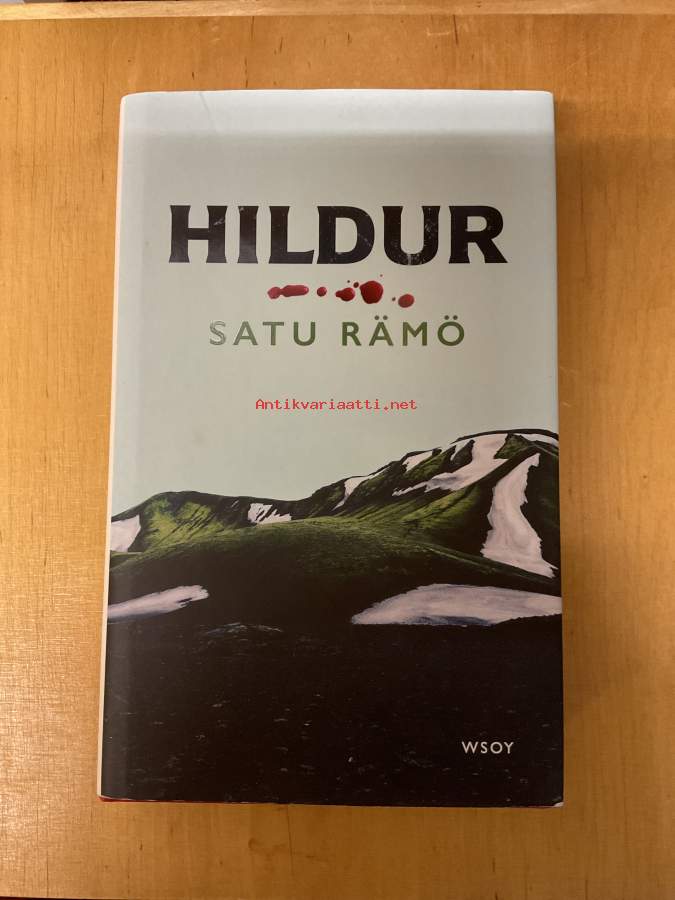 HILDUR
SATU RÄMÖ
Antikvariaatti.net
WSOY